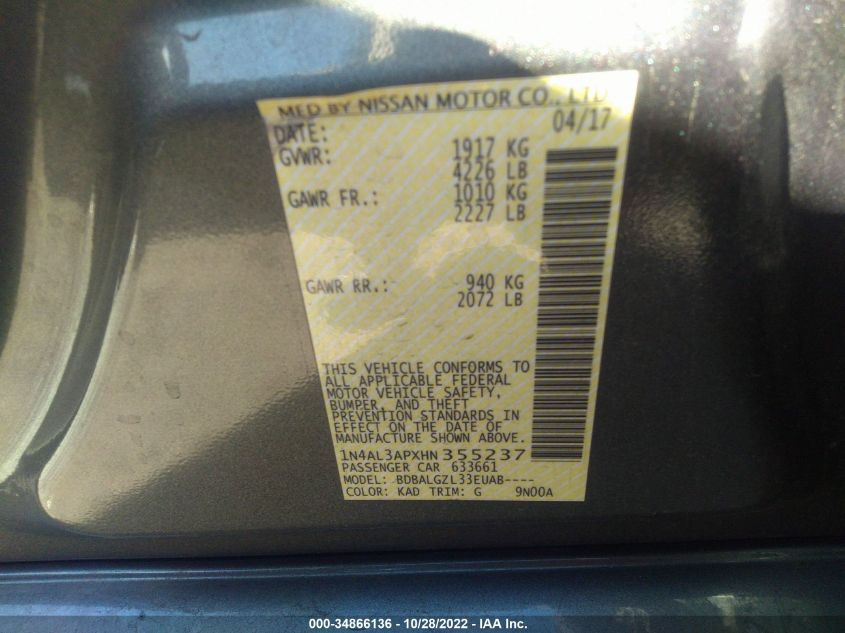 MFD BY NISSAN MOTOR CO., LTD
DATE: 04/17
GVWR: 1917 KG
4226 LB
GAWR FR.: 1010 KG
2227 LB
GAWR RR.: 940 KG
2072 LB
THIS VEHICLE CONFORMS TO
ALL APPLICABLE FEDERAL
MOTOR VEHICLE SAFETY,
BUMPER, AND THEFT
PREVENTION STANDARDS IN
EFFECT ON THE DATE OF
MANUFACTURE SHOWN ABOVE.
1N4AL3APXHN355237
PASSENGER CAR 633661
MODEL: BDBALGZL33EUAB----
COLOR: KAD TRIM: G 9N00A
000-34866136 - 10/28/2022 - IAA Inc.